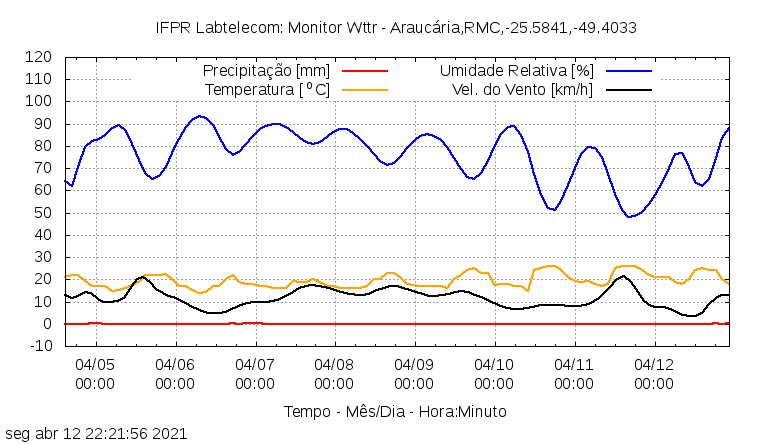 IFPR Labtelecom: Monitor Wttr - Araucária,RMC,-25.5841,-49.4033
120
110
100
90
80
70
60
50
40
30
20
10
0
-10
Precipitação [mm]
Temperatura [⁰C]
Umidade Relativa [%]
Vel. do Vento [km/h]
04/05 04/06 04/07 04/08 04/09 04/10 04/11 04/12
00:00 00:00 00:00 00:00 00:00 00:00 00:00 00:00
Tempo - Mês/Dia - Hora:Minuto
seg abr 12 22:21:56 2021